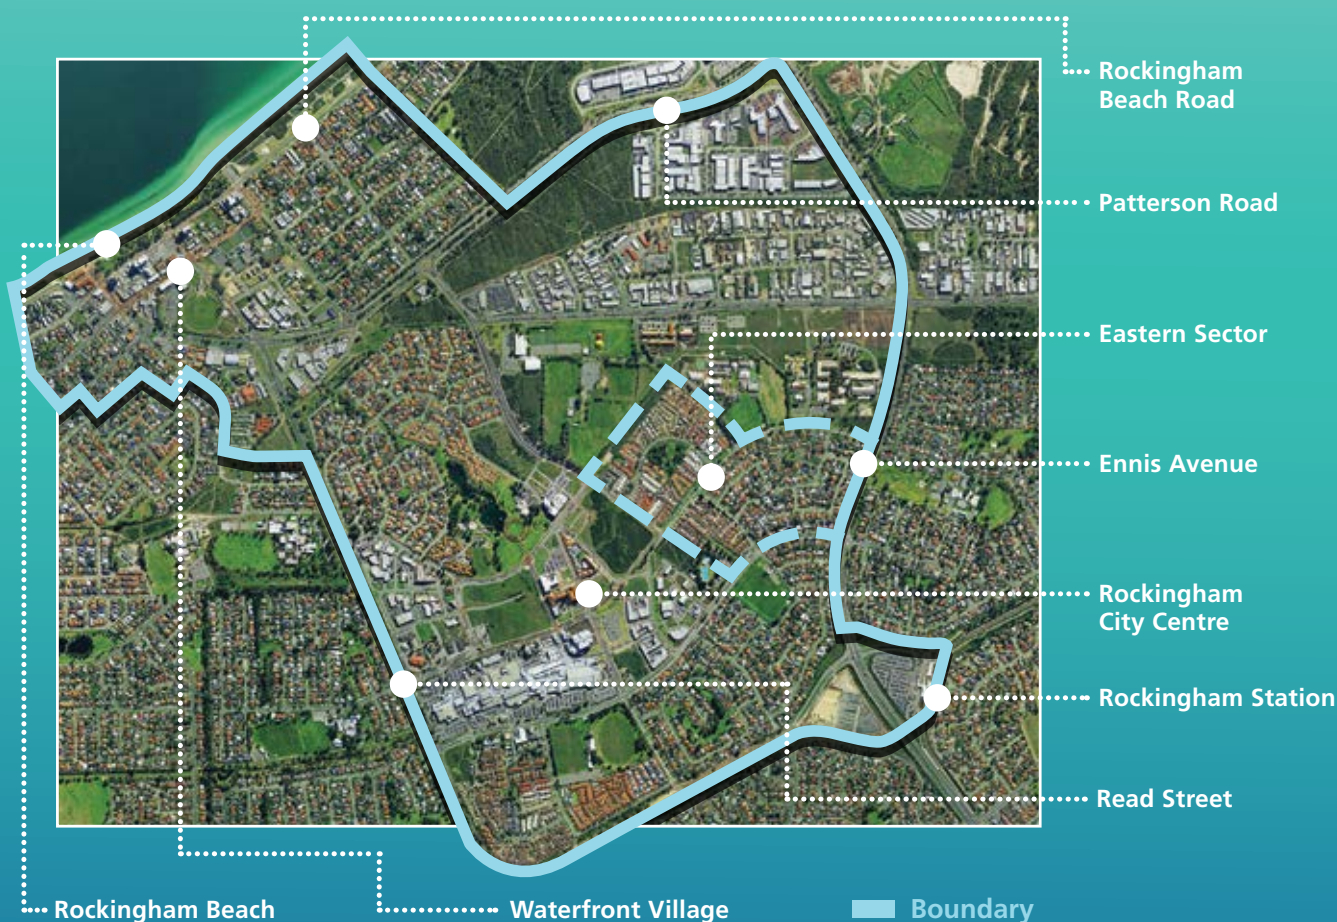 Rockingham
Beach Road
Patterson Road
Eastern Sector
Ennis Avenue
Rockingham
City Centre
Rockingham Station
Read Street
Rockingham Beach
Waterfront Village
Boundary